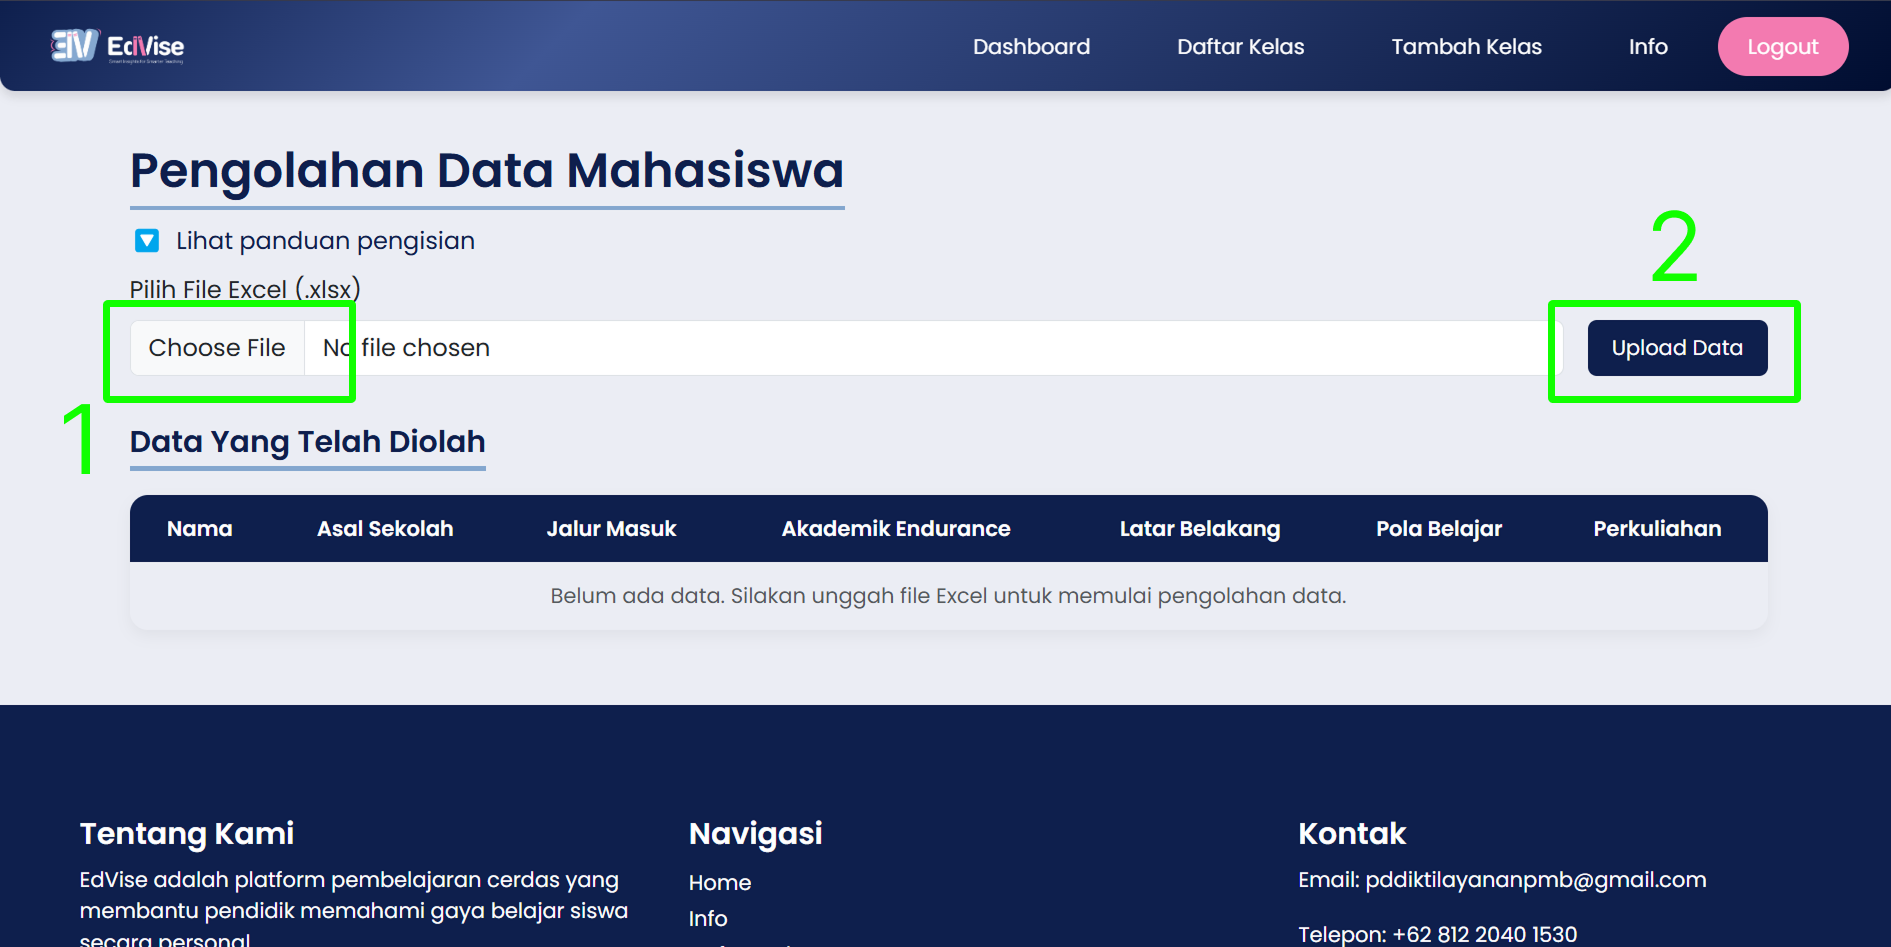 EdVise
Dashboard
Daftar Kelas
Tambah Kelas
Info
Logout
Pengolahan Data Mahasiswa
Lihat panduan pengisian
Pilih File Excel (.xlsx)
Choose File
No file chosen
Upload Data
1
2
Data Yang Telah Diolah
Nama
Asal Sekolah
Jalur Masuk
Akademik Endurance
Latar Belakang
Pola Belajar
Perkuliahan
Belum ada data. Silakan unggah file Excel untuk memulai pengolahan data.
Tentang Kami
EdVise adalah platform pembelajaran cerdas yang
membantu pendidik memahami gaya belajar siswa
secara personal
Navigasi
Home
Info
Kontak
Email: pddiktilayananpmb@gmail.com
Telepon: +62 812 2040 1530